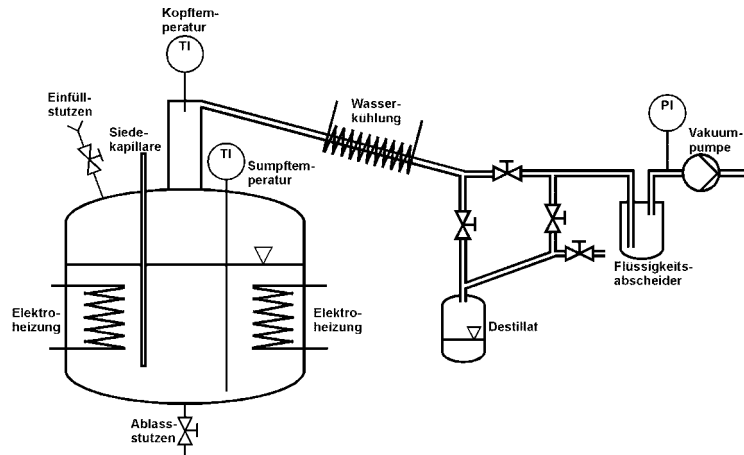 Kopftem-
peratur
TI
Einfüll-
stutzen
Siede-
kapillare
TI
Sumpftem-
peratur
Wasser-
kuhlung
PI
Vakuum-
pumpe
Flüssigkeits-
abscheider
Elektro-
heizung
Elektro-
heizung
Destillat
Ablass-
stutzen